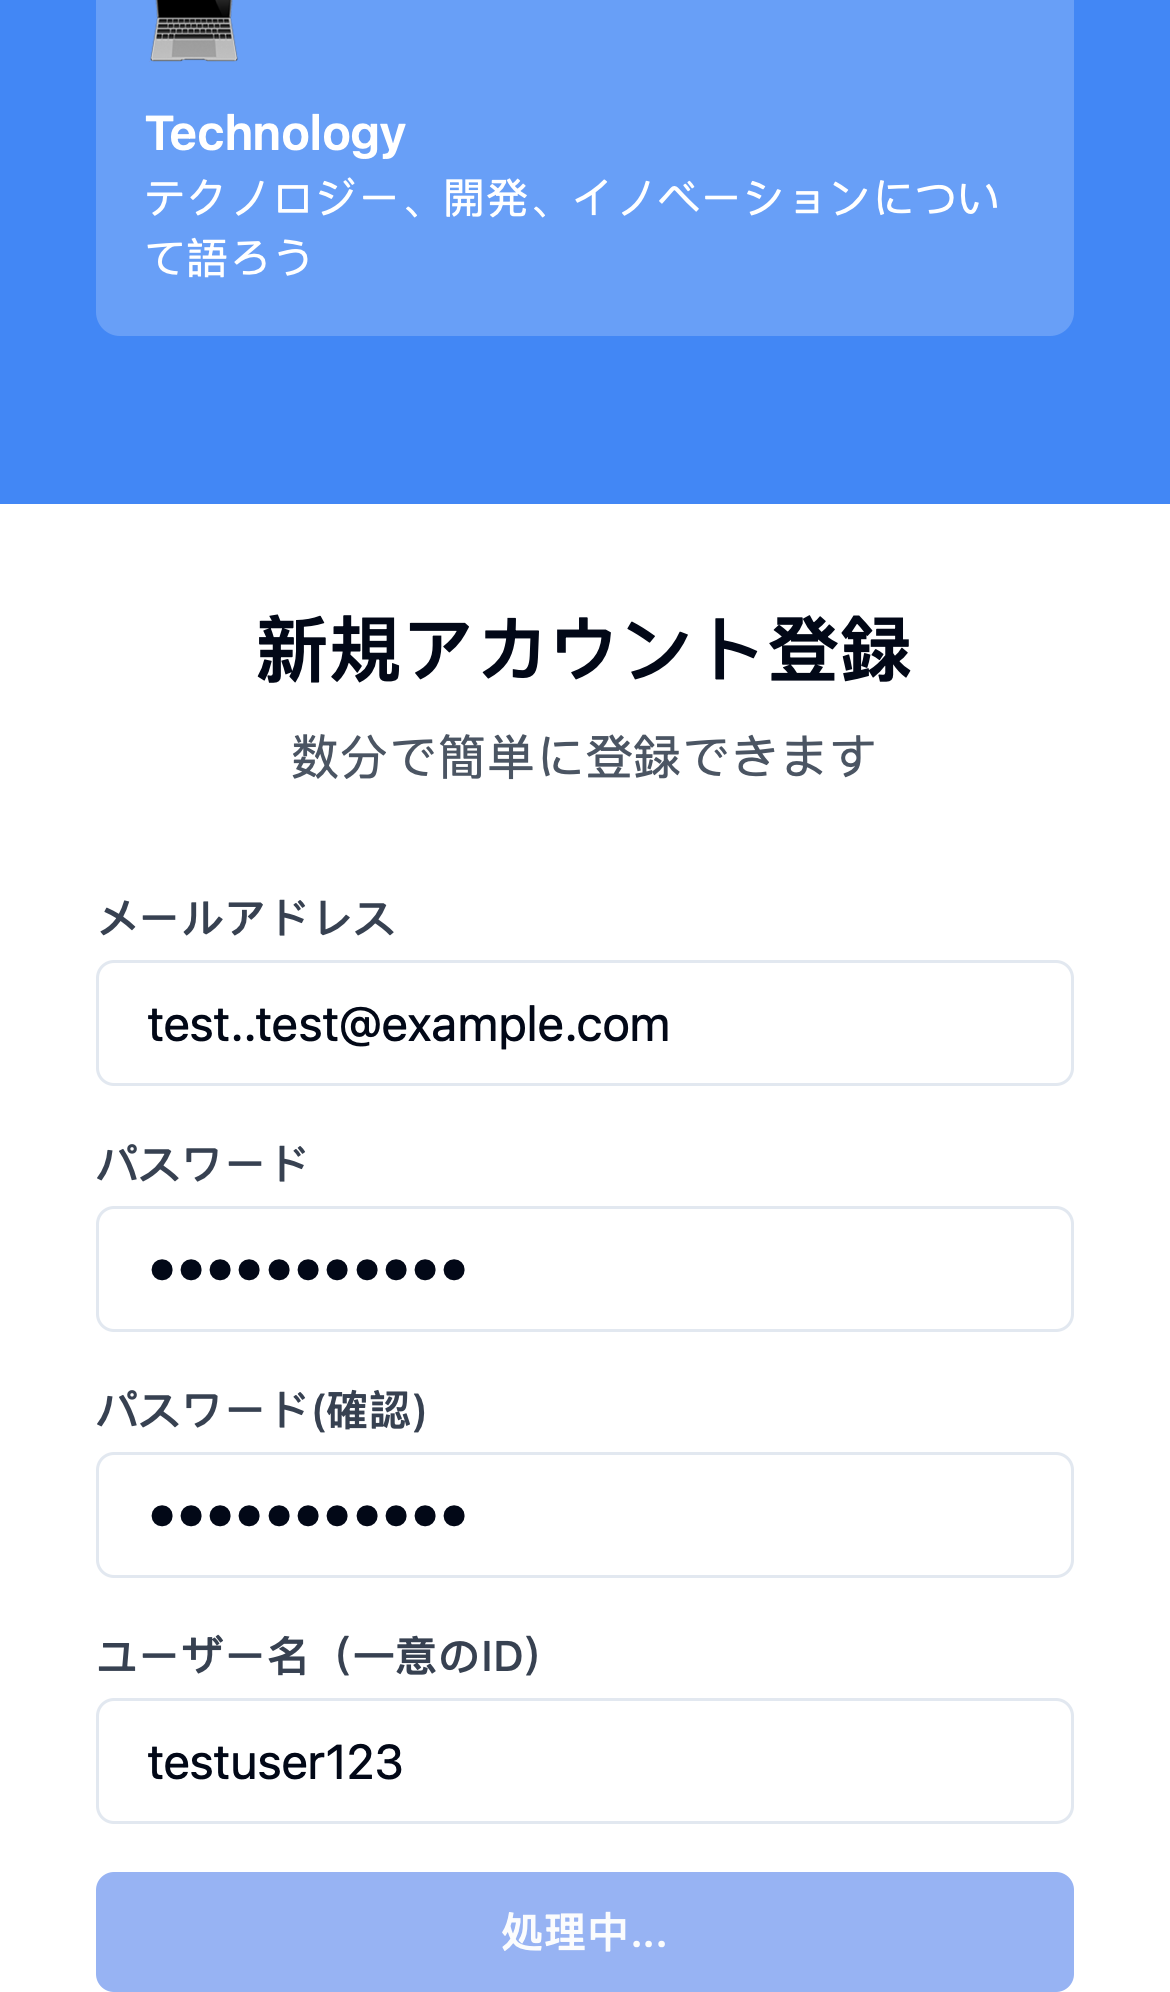 Technology
テクノロジー、開発、イノベーションについ
て語ろう
新規アカウント登録
数分で簡単に登録できます
メールアドレス
test..test@example.com
パスワード
●●●●●●●●●●●
パスワード(確認)
●●●●●●●●●●●
ユーザー名（一意のID）
testuser123
処理中...